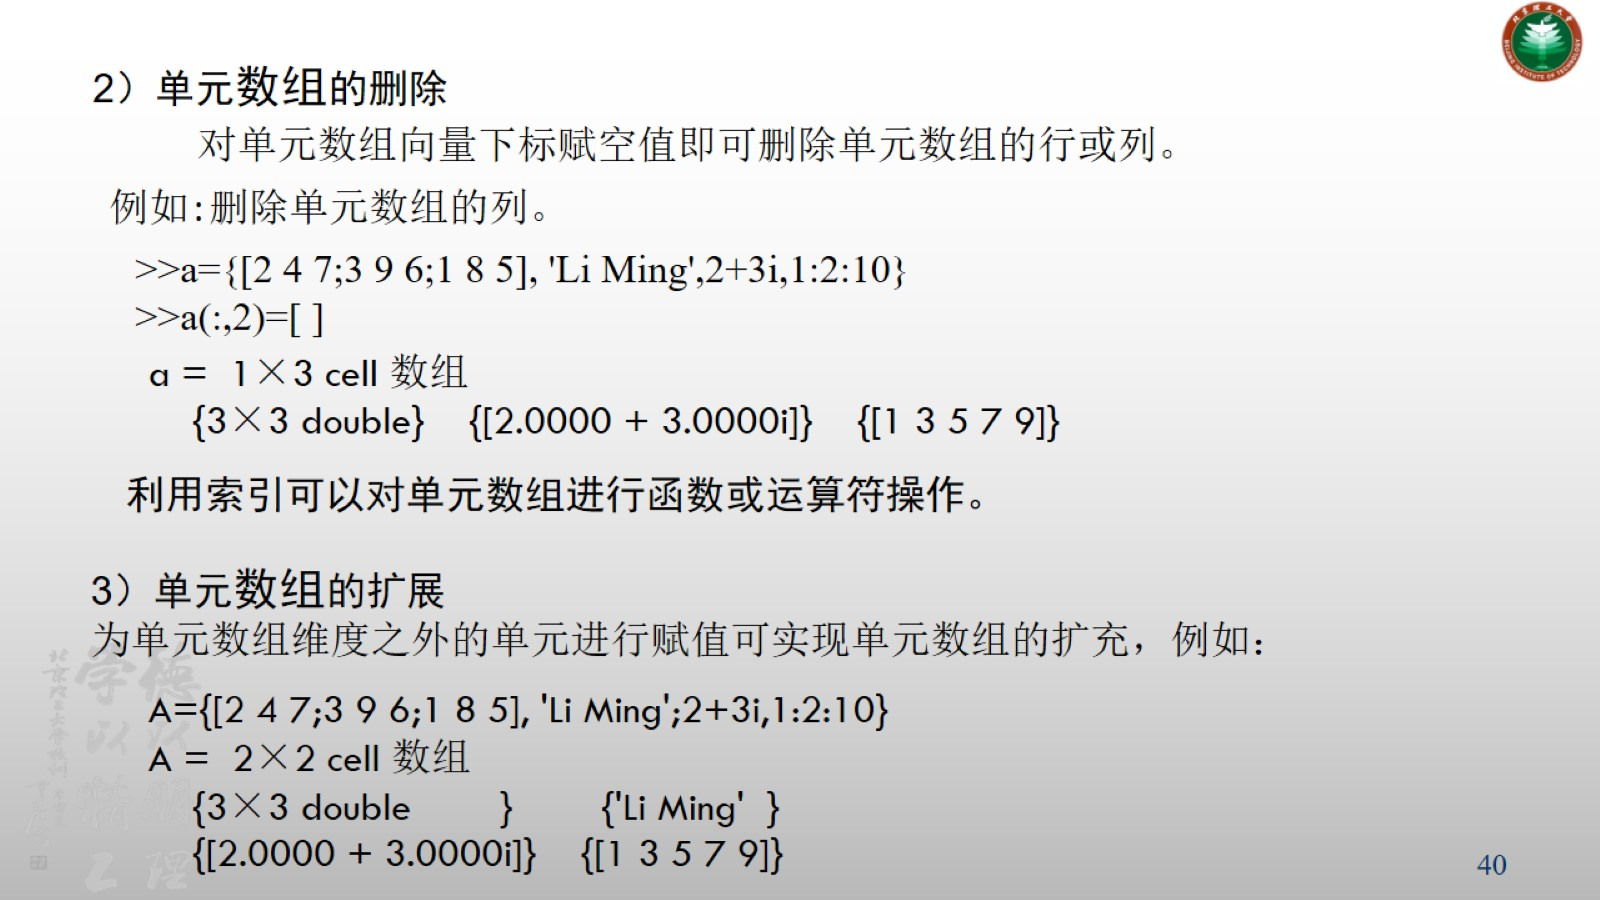 2）单元数组的删除
对单元数组向量下标赋空值即可删除单元数组的行或列。
例如:删除单元数组的列。
>>a={[2 4 7;3 9 6;1 8 5], 'Li Ming',2+3i,1:2:10}
>>a(:,2)=[ ]
a = 1×3 cell 数组
{3×3 double} {[2.0000 + 3.0000i]} {[1 3 5 7 9]}
利用索引可以对单元数组进行函数或运算符操作。
3）单元数组的扩展
为单元数组维度之外的单元进行赋值可实现单元数组的扩充，例如：
A={[2 4 7;3 9 6;1 8 5], 'Li Ming';2+3i,1:2:10}
A = 2×2 cell 数组
{3×3 double } {'Li Ming' }
{[2.0000 + 3.0000i]} {[1 3 5 7 9]}
40